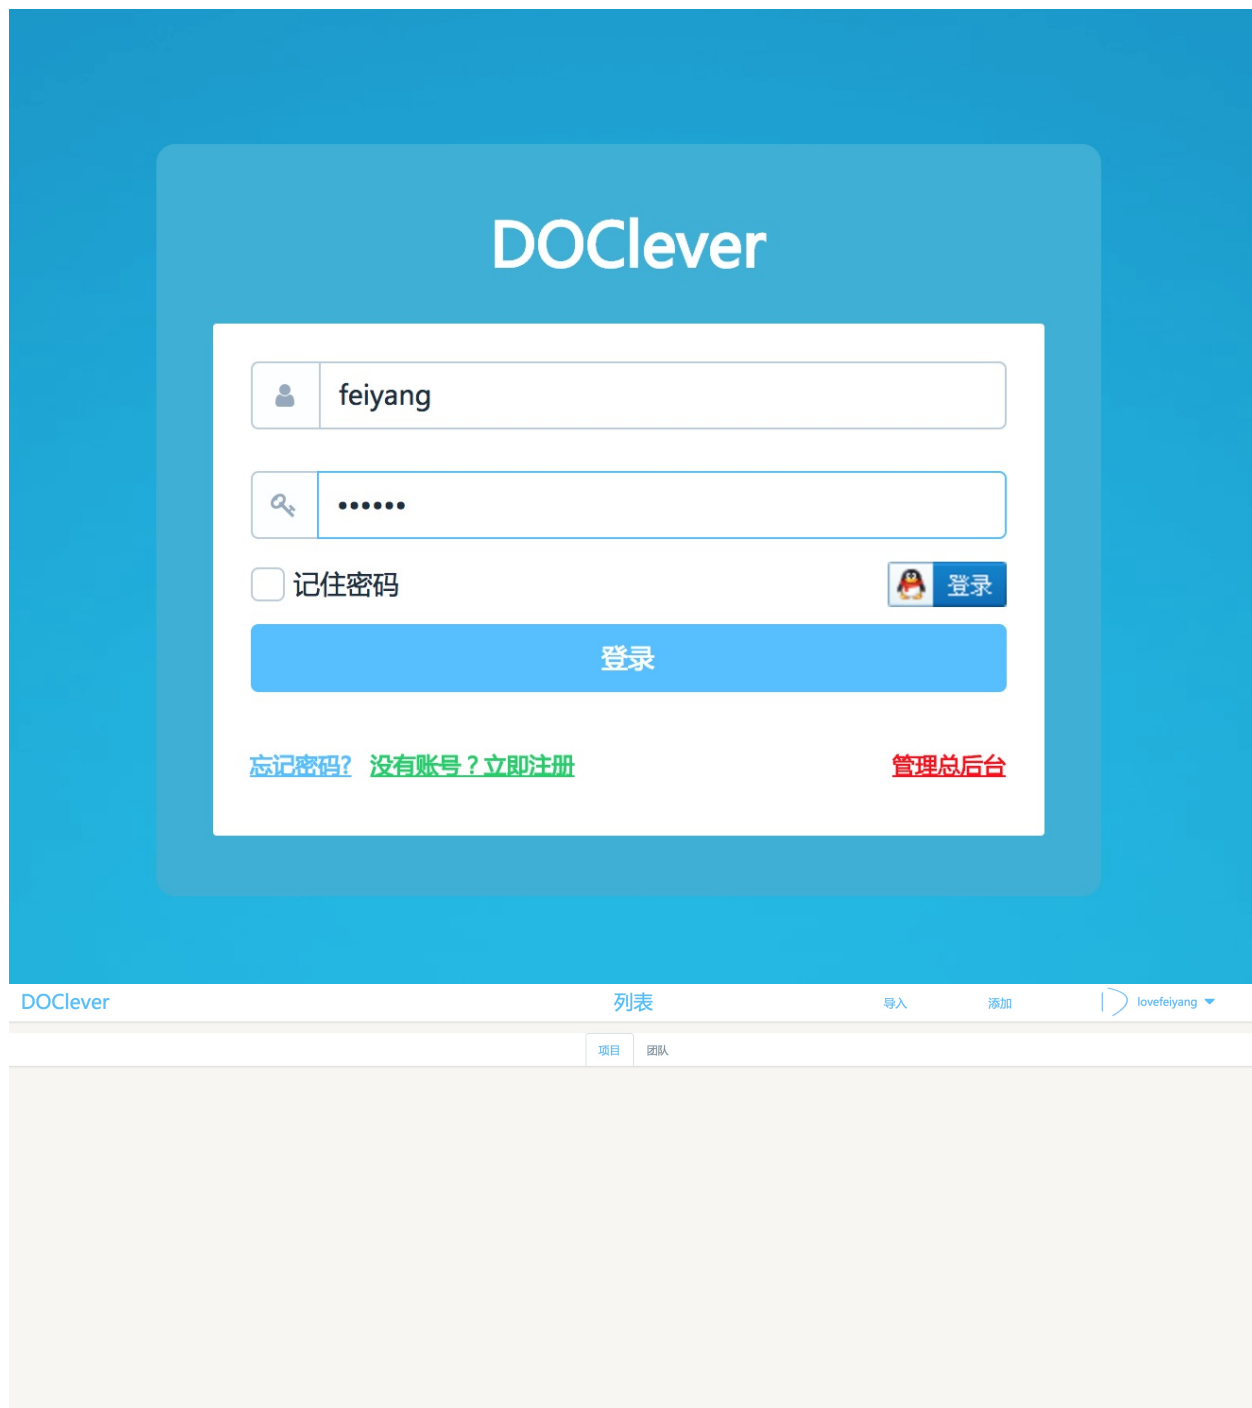 DOClever
feiyang
••••••
记住密码 登录
登录
忘记密码? 没有账号？立即注册 管理总后台
DOClever 列表 导入 添加 lovefeiyang
项目 团队